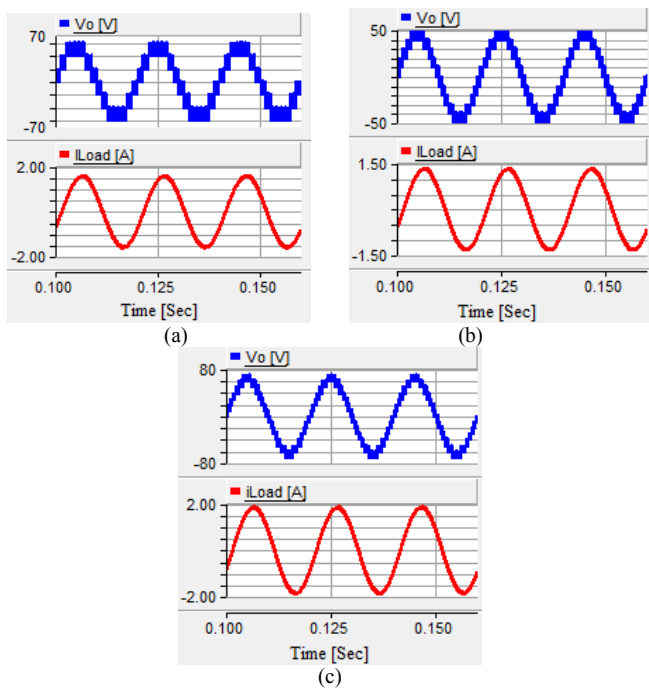 Vo [V]
70
-70
ILoad [A]
2.00
-2.00
0.100 0.125 0.150
Time [Sec]
(a)
Vo [V]
50
-50
ILoad [A]
1.50
-1.50
0.100 0.125 0.150
Time [Sec]
(b)
Vo [V]
80
-80
iLoad [A]
2.00
-2.00
0.100 0.125 0.150
Time [Sec]
(c)